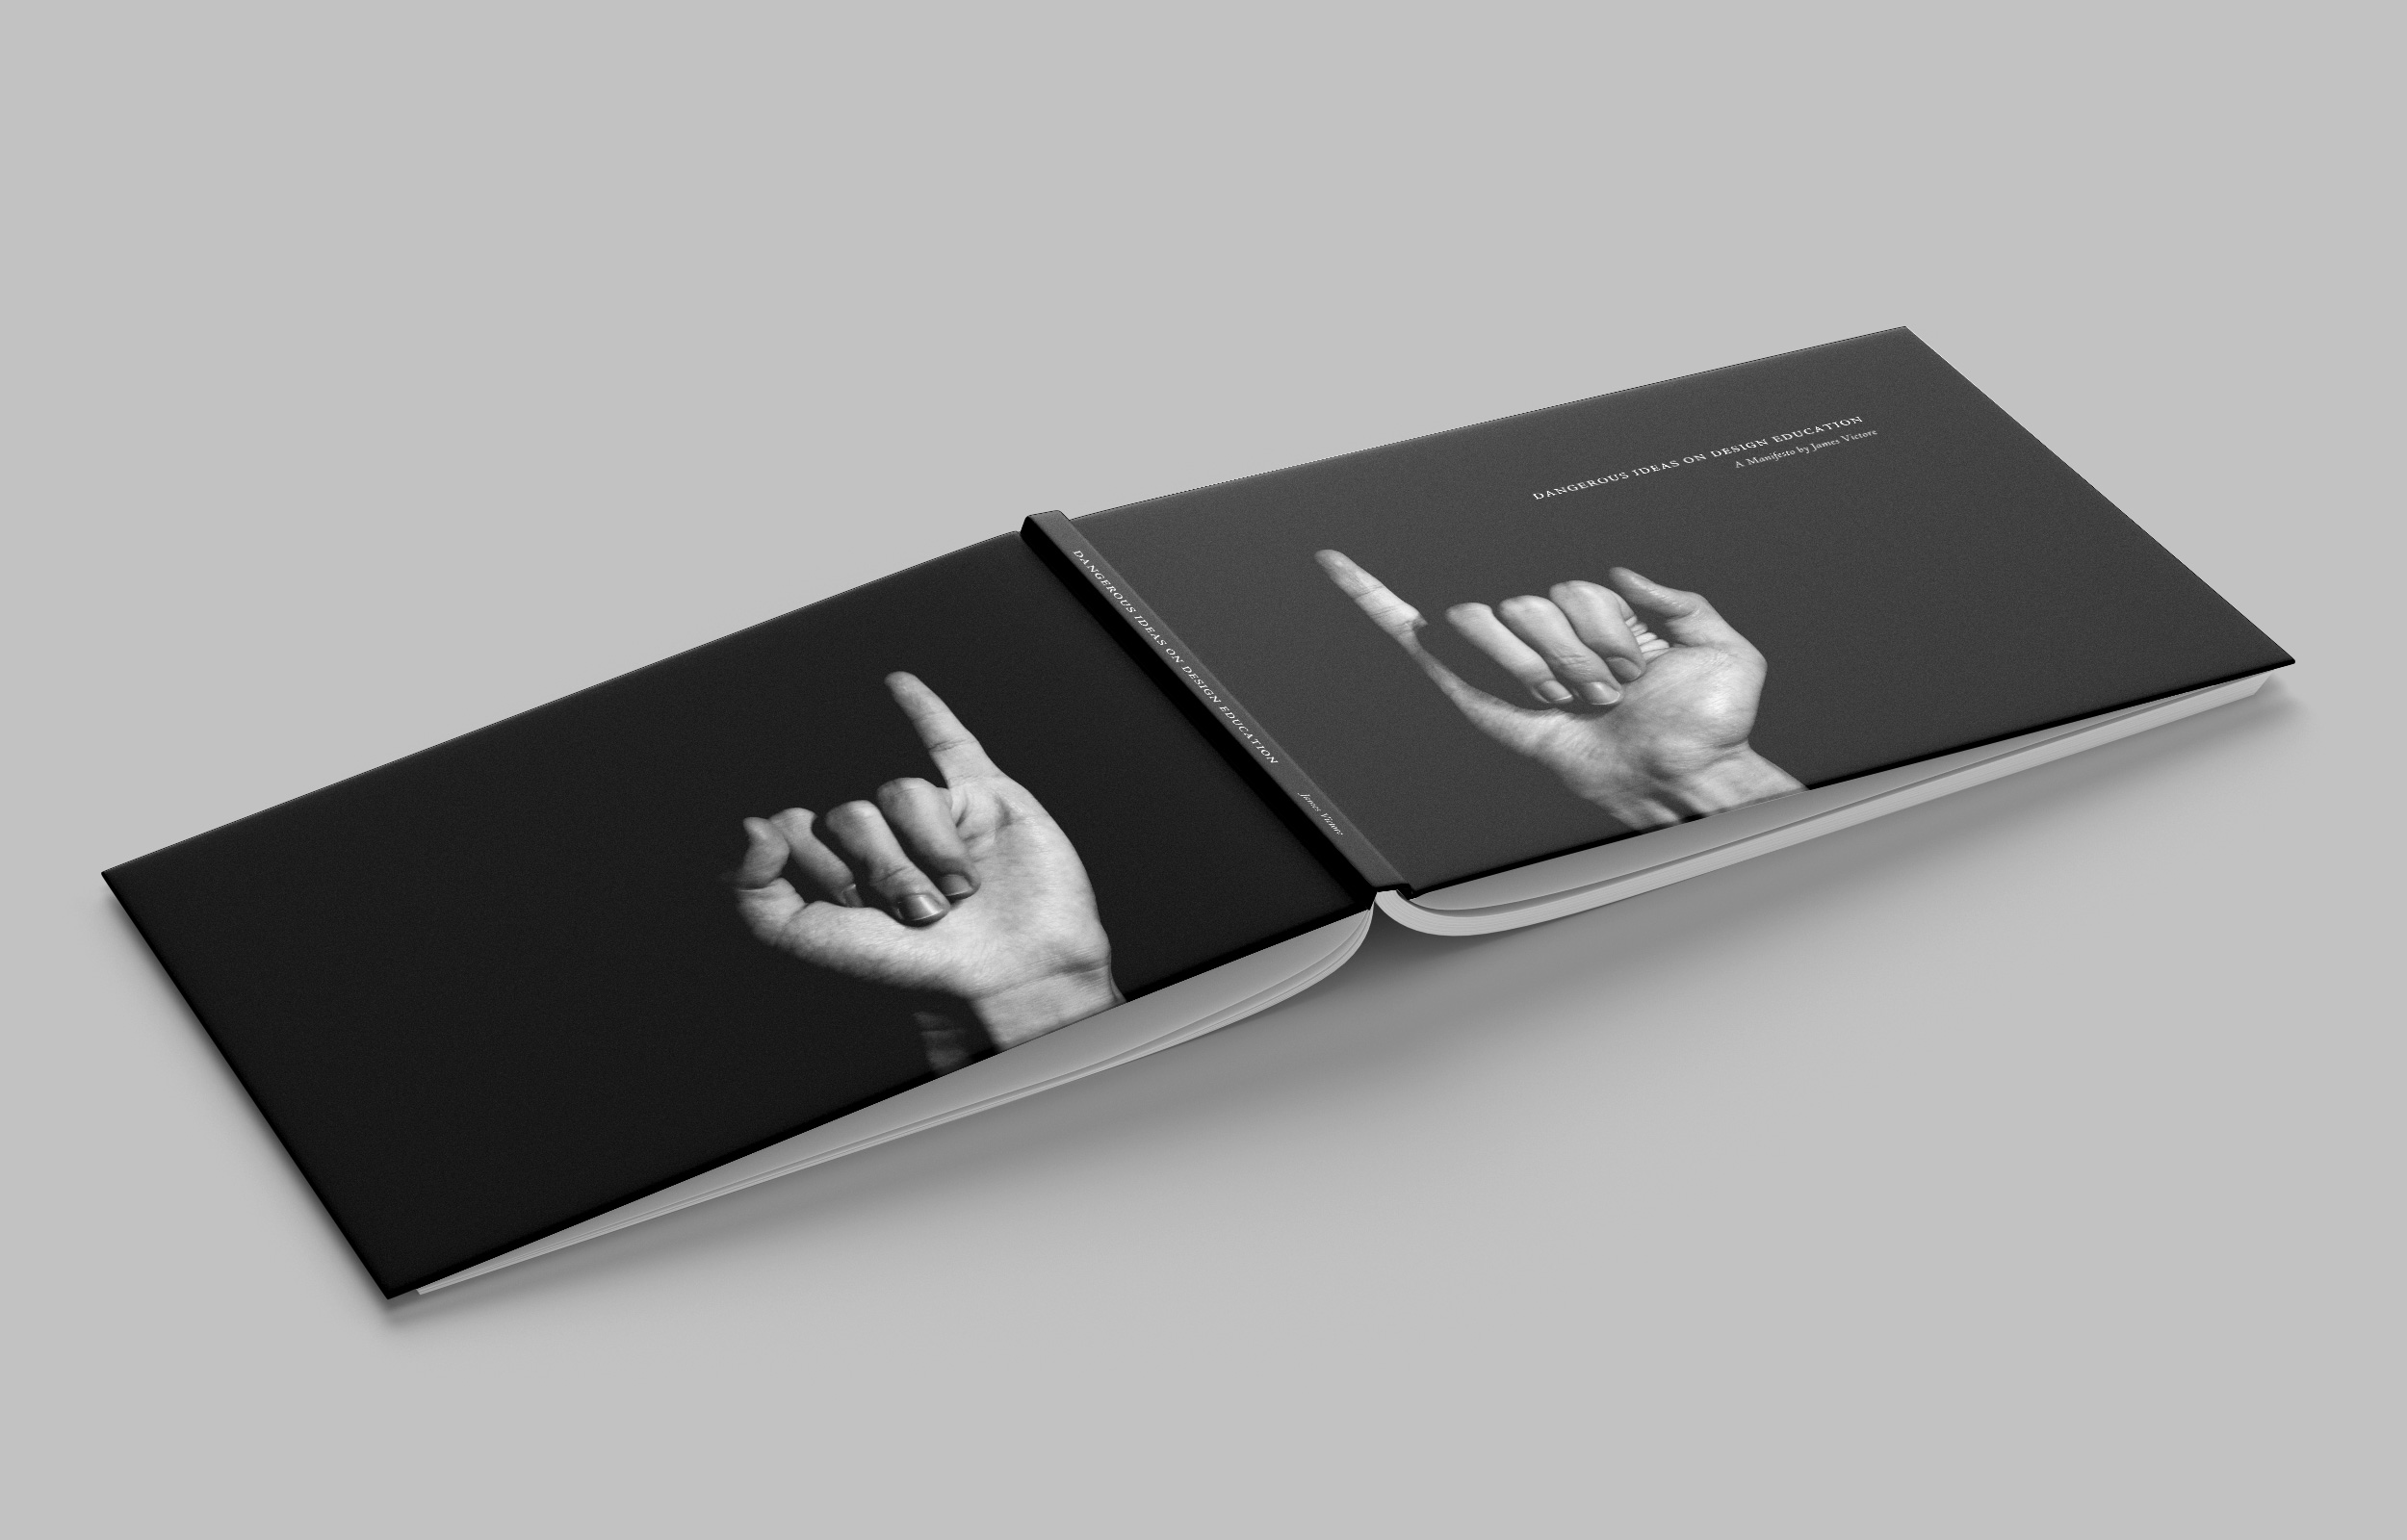 DANGEROUS IDEAS ON DESIGN EDUCATION
A Manifesto by James Victore
DANGEROUS IDEAS ON DESIGN EDUCATION
James Victore